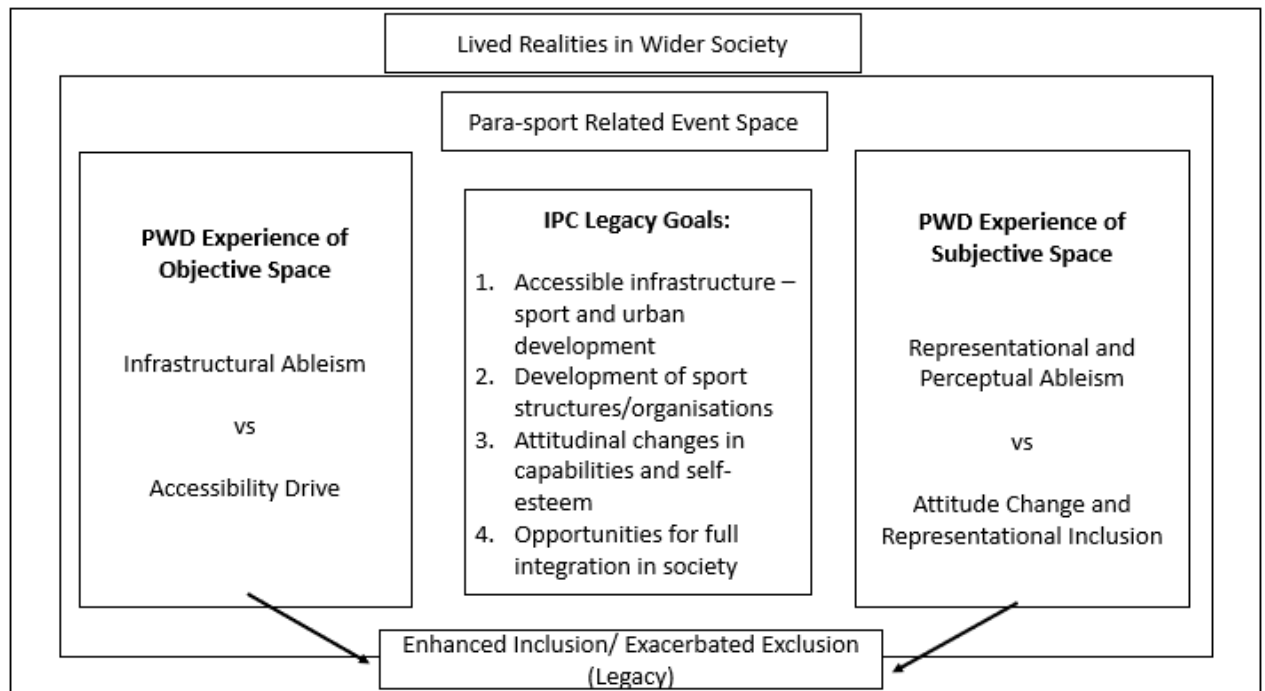 Lived Realities in Wider Society
Para-sport Related Event Space
PWD Experience of
Objective Space
Infrastructural Ableism
vs
Accessibility Drive
IPC Legacy Goals:
1. Accessible infrastructure –
sport and urban
development
2. Development of sport
structures/organisations
3. Attitudinal changes in
capabilities and self-
esteem
4. Opportunities for full
integration in society
PWD Experience of
Subjective Space
Representational and
Perceptual Ableism
vs
Attitude Change and
Representational Inclusion
Enhanced Inclusion/ Exacerbated Exclusion
(Legacy)